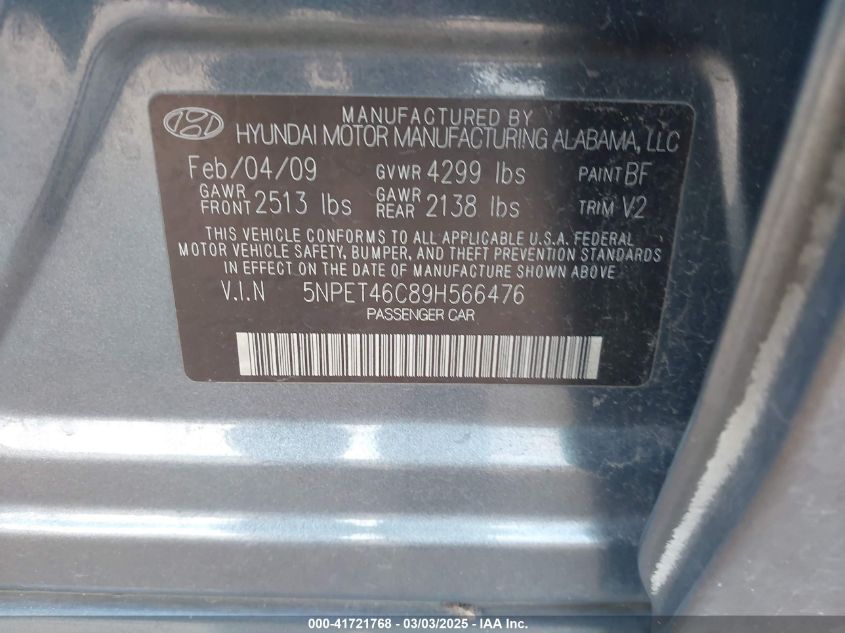 MANUFACTURED BY
HYUNDAI MOTOR MANUFACTURING ALABAMA, LLC
Feb/04/09 GVWR 4299 lbs PAINT BF
GAWR FRONT 2513 lbs GAWR REAR 2138 lbs TRIM V2
THIS VEHICLE CONFORMS TO ALL APPLICABLE U.S.A. FEDERAL
MOTOR VEHICLE SAFETY, BUMPER, AND THEFT PREVENTION STANDARDS
IN EFFECT ON THE DATE OF MANUFACTURE SHOWN ABOVE
V.I.N 5NPET46C89H566476
PASSENGER CAR
000-41721768 - 03/03/2025 - IAA Inc.